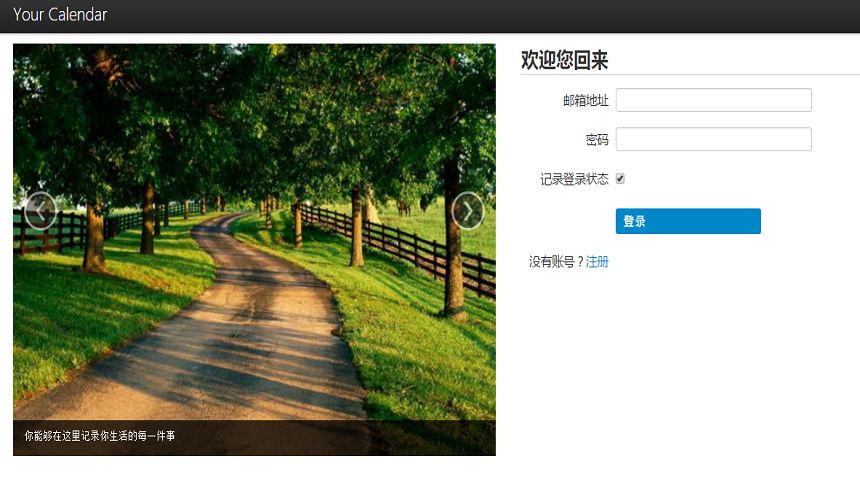 Your Calendar
欢迎您回来
邮箱地址
密码
记录登录状态
登录
没有账号？注册
你能够在这里记录你生活的每一件事